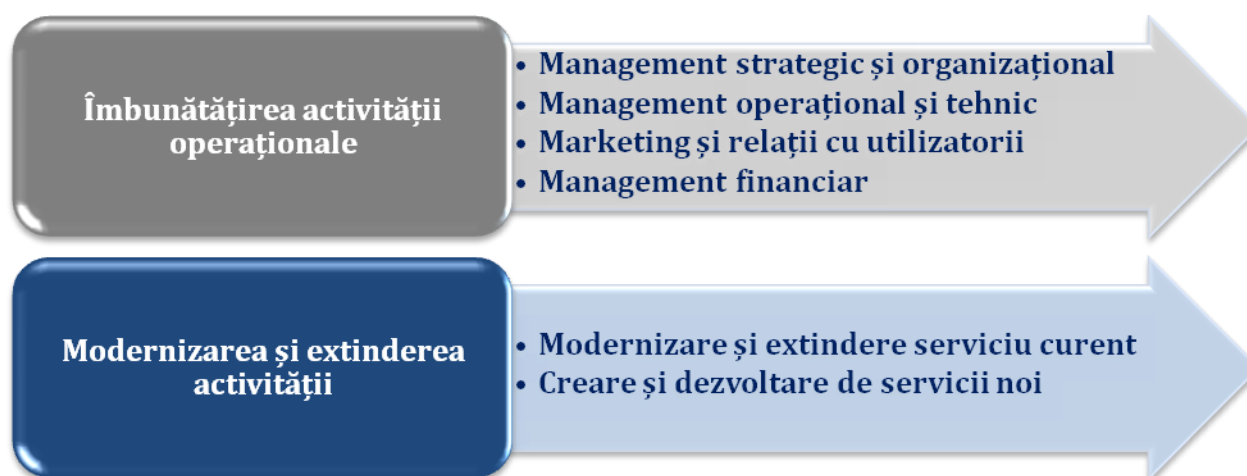 Îmbunătățirea activității
operaționale
• Management strategic și organizațional
• Management operațional și tehnic
• Marketing și relații cu utilizatorii
• Management financiar
Modernizarea și extinderea
activității
• Modernizare și extindere serviciu curent
• Creare și dezvoltare de servicii noi